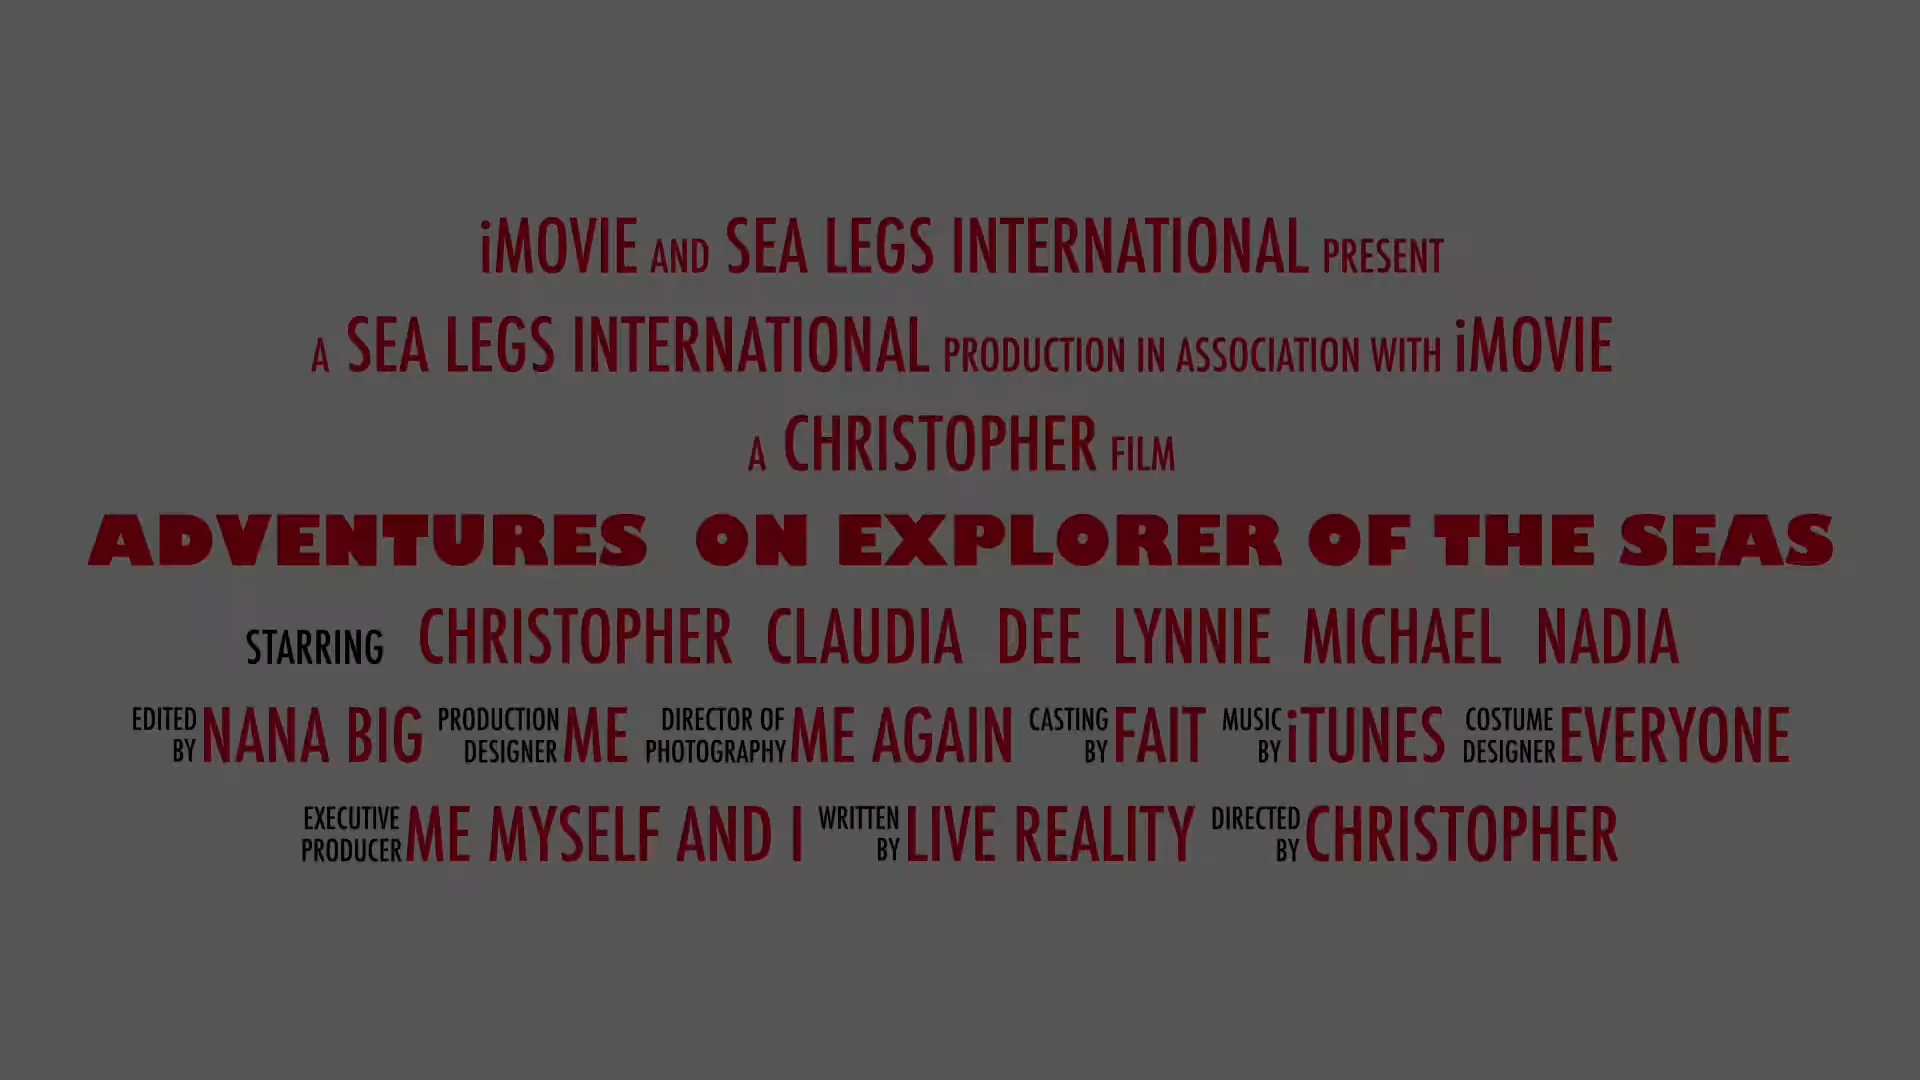 iMOVIE AND SEA LEGS INTERNATIONAL PRESENT
A SEA LEGS INTERNATIONAL PRODUCTION IN ASSOCIATION WITH iMOVIE
A CHRISTOPHER FILM
ADVENTURES ON EXPLORER OF THE SEAS
STARRING CHRISTOPHER CLAUDIA DEE LYNNIE MICHAEL NADIA
EDITED BY NANA BIG PRODUCTION DESIGNER ME DIRECTOR OF PHOTOGRAPHY ME AGAIN CASTING BY FAIT MUSIC BY iTUNES COSTUME DESIGNER EVERYONE
EXECUTIVE PRODUCER ME MYSELF AND I WRITTEN BY LIVE REALITY DIRECTED BY CHRISTOPHER